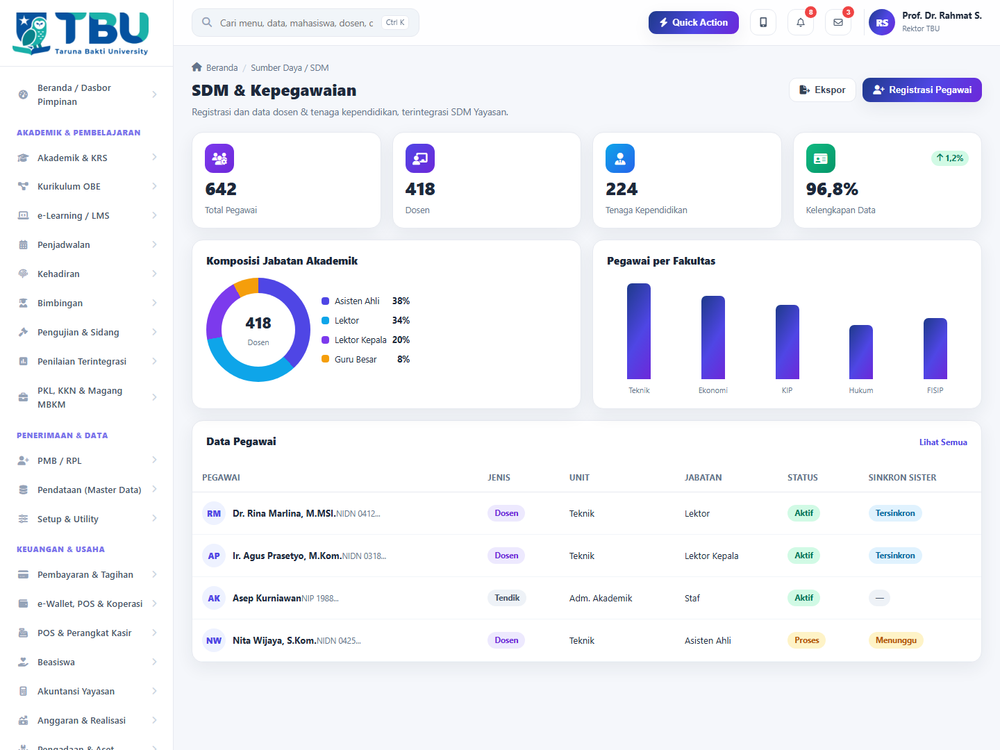 TBU
Taruna Bakti University
Beranda / Dasbor
Pimpinan
AKADEMIK & PEMBELAJARAN
Akademik & KRS
Kurikulum OBE
e-Learning / LMS
Penjadwalan
Kehadiran
Bimbingan
Pengujian & Sidang
Penilaian Terintegrasi
PKL, KKN & Magang
MBKM
PENERIMAAN & DATA
PMB / RPL
Pendataan (Master Data)
Setup & Utility
KEUANGAN & USAHA
Pembayaran & Tagihan
e-Wallet, POS & Koperasi
POS & Perangkat Kasir
Beasiswa
Akuntansi Yayasan
Anggaran & Realisasi
Pengadaan & Aset
Cari menu, data, mahasiswa, dosen, c Ctrl K
Quick Action
8
3
RS
Prof. Dr. Rahmat S.
Rektor TBU
Beranda / Sumber Daya / SDM
SDM & Kepegawaian
Registrasi dan data dosen & tenaga kependidikan, terintegrasi SDM Yayasan.
Ekspor
Registrasi Pegawai
642
Total Pegawai
418
Dosen
224
Tenaga Kependidikan
1,2%
96,8%
Kelengkapan Data
Komposisi Jabatan Akademik
418
Dosen
Asisten Ahli 38%
Lektor 34%
Lektor Kepala 20%
Guru Besar 8%
Pegawai per Fakultas
Teknik Ekonomi KIP Hukum FISIP
Data Pegawai
Lihat Semua
PEGAWAI JENIS UNIT JABATAN STATUS SINKRON SISTER
RM Dr. Rina Marlina, M.MSI.NIDN 0412... Dosen Teknik Lektor Aktif Tersinkron
AP Ir. Agus Prasetyo, M.Kom.NIDN 0318... Dosen Teknik Lektor Kepala Aktif Tersinkron
AK Asep KurniawanNIP 1988... Tendik Adm. Akademik Staf Aktif —
NW Nita Wijaya, S.Kom.NIDN 0425... Dosen Teknik Asisten Ahli Proses Menunggu